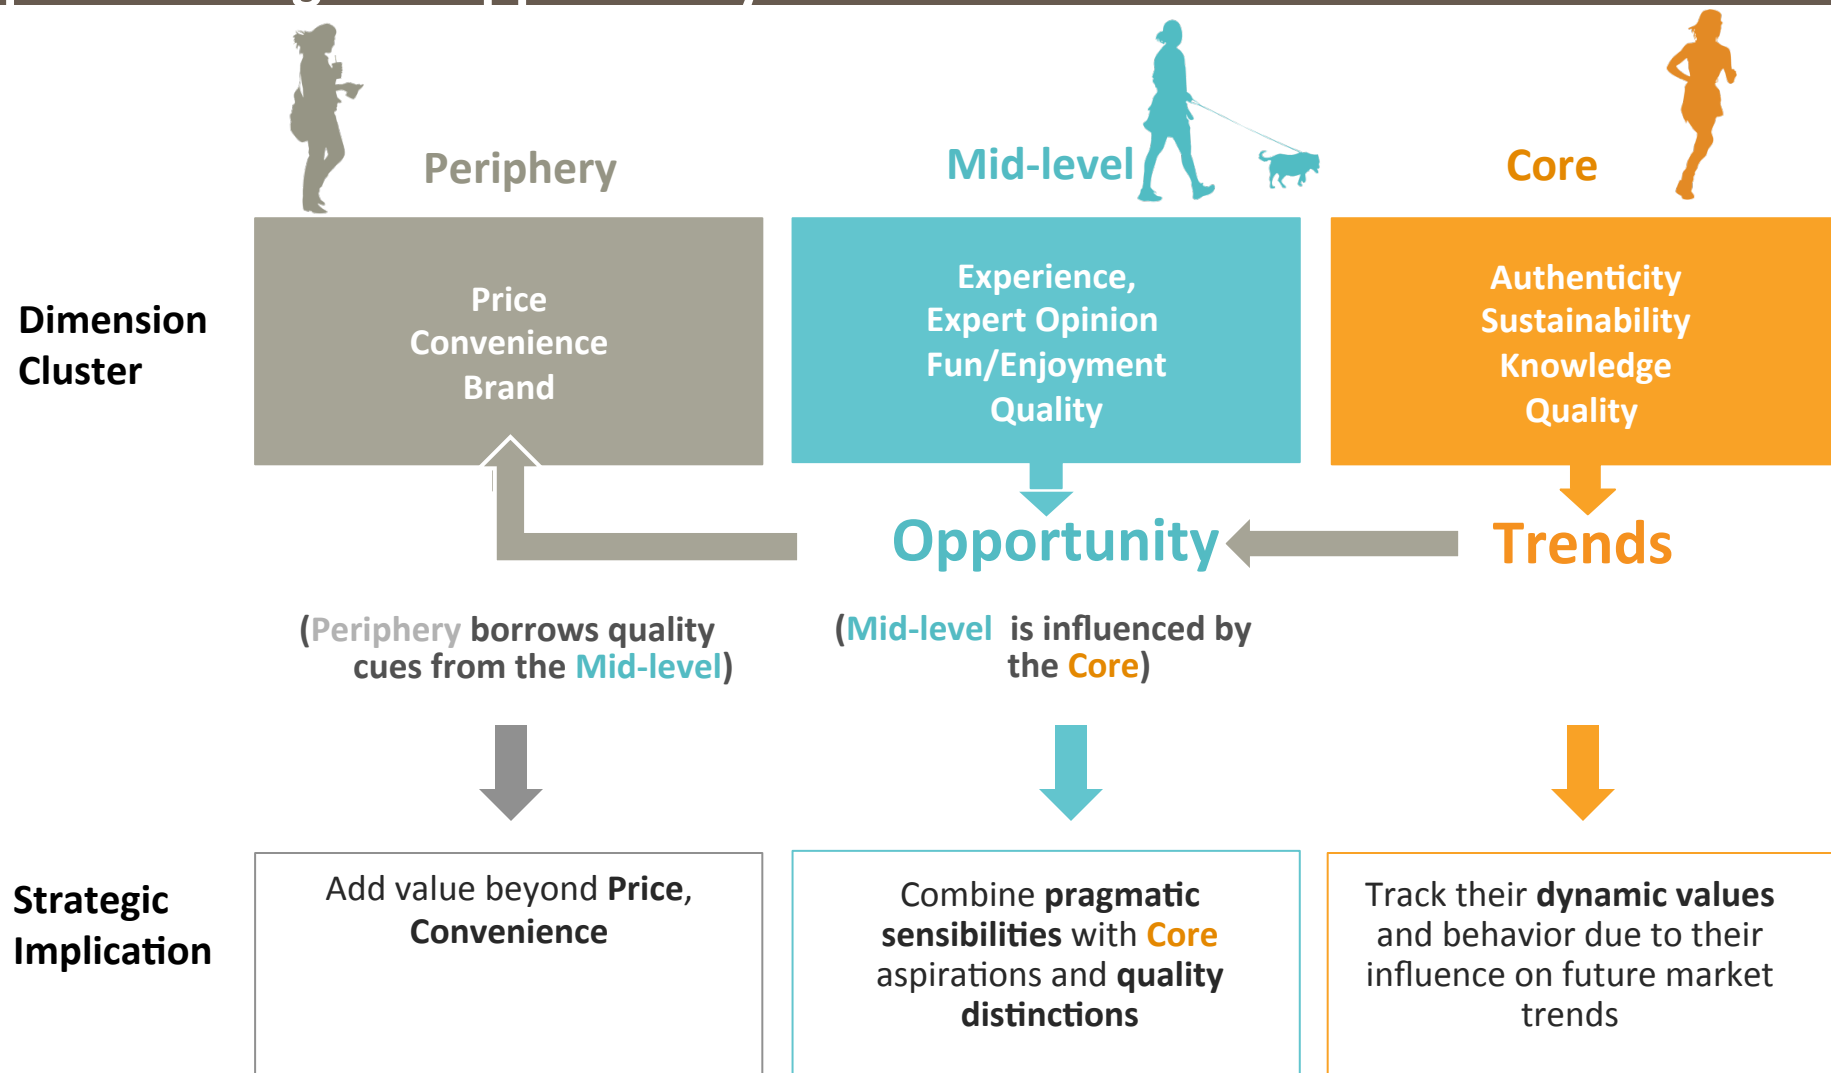 Periphery
Mid-level
Core
Dimension
Cluster
Price
Convenience
Brand
Experience,
Expert Opinion
Fun/Enjoyment
Quality
Authenticity
Sustainability
Knowledge
Quality
Opportunity
Trends
(Periphery borrows quality
cues from the Mid-level)
(Mid-level is influenced by
the Core)
Strategic
Implication
Add value beyond Price,
Convenience
Combine pragmatic
sensibilities with Core
aspirations and quality
distinctions
Track their dynamic values
and behavior due to their
influence on future market
trends